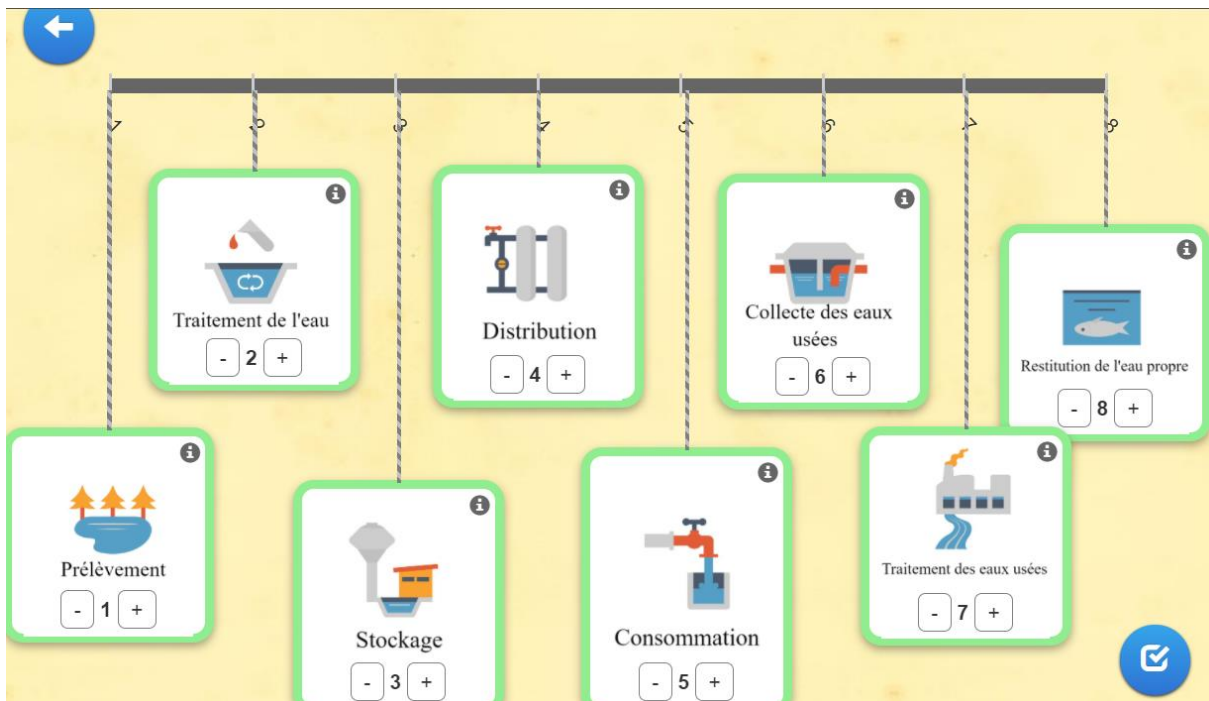 1 2 3 4 5 6 7 8
Traitement de l'eau
- 2 +
Distribution
- 4 +
Collecte des eaux
usées
- 6 +
Restitution de l'eau propre
- 8 +
Prélèvement
- 1 +
Stockage
- 3 +
Consommation
- 5 +
Traitement des eaux usées
- 7 +